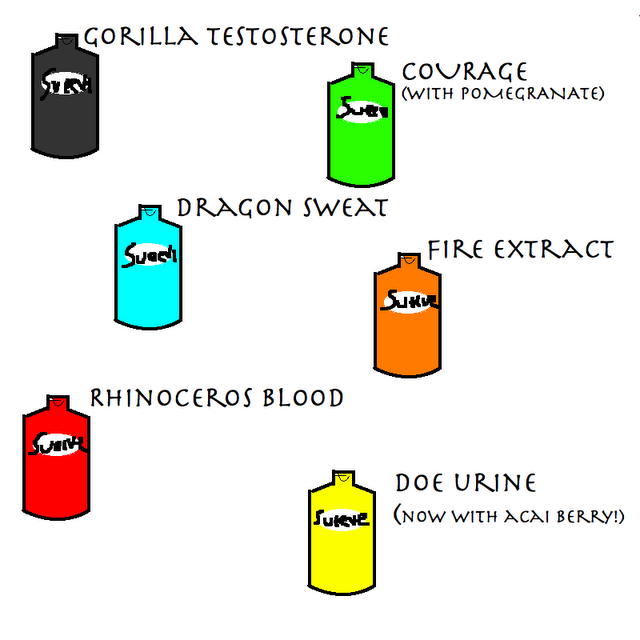 GORILLA TESTOSTERONE
COURAGE
(WITH POMEGRANATE)
DRAGON SWEAT
FIRE EXTRACT
RHINOCEROS BLOOD
DOE URINE
(NOW WITH ACAI BERRY!)